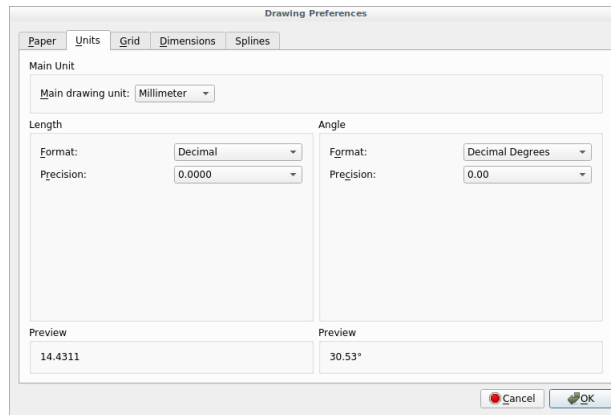 Drawing Preferences
Paper Units Grid Dimensions Splines
Main Unit
Main drawing unit: Millimeter
Length Angle
Format: Decimal Format: Decimal Degrees
Precision: 0.0000 Precision: 0.00
Preview Preview
14.4311 30.53°
Cancel OK